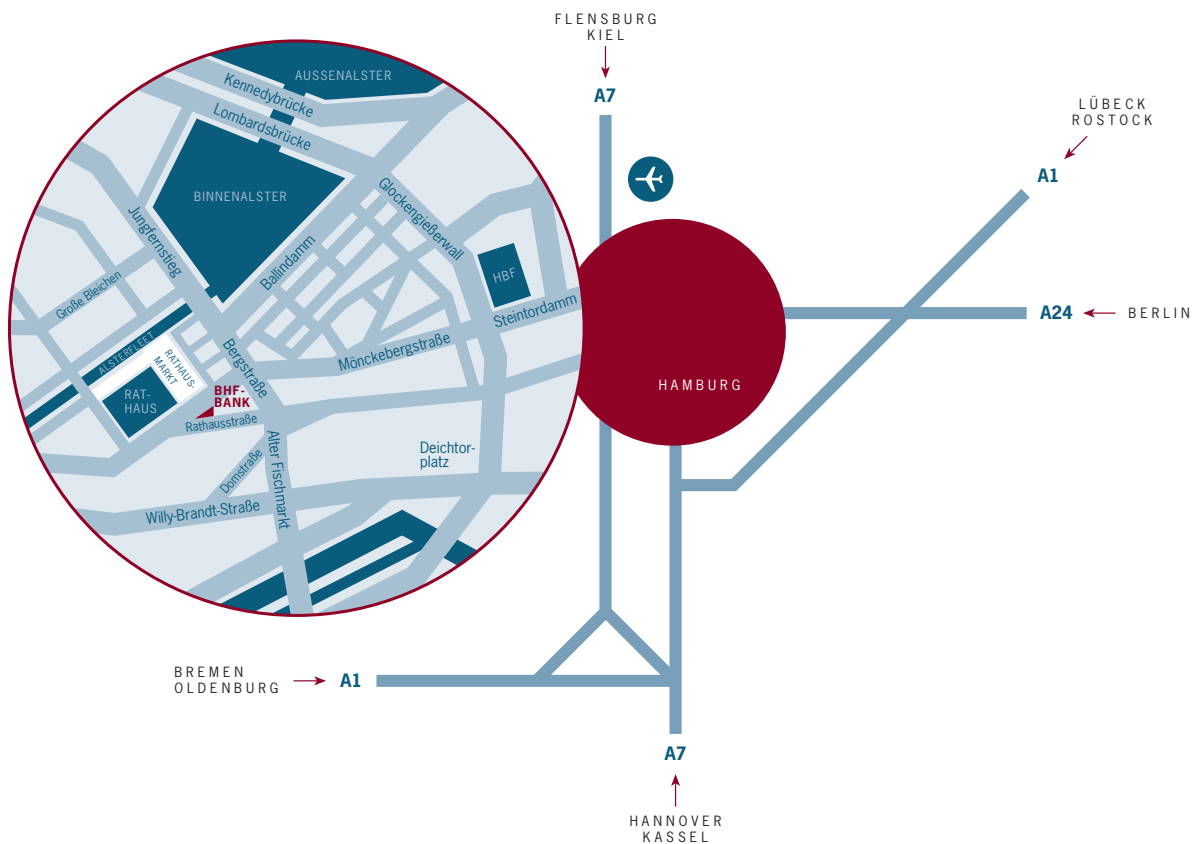 FLENSBURG
KIEL
A7
LÜBECK
ROSTOCK
A1
A24
BERLIN
HAMBURG
AUSSENALSTER
Kennedybrücke
Lombardsbrücke
BINNENALSTER
Glockengießerwall
Jungfernstieg
Ballindamm
HBF
Große Bleichen
Steintordamm
ALSTERFLEET
RATHAUS-
MARKT
Bergstraße
Mönckebergstraße
RAT-
HAUS
BHF-
BANK
Rathausstraße
Alter Fischmarkt
Deichtor-
platz
Domstraße
Willy-Brandt-Straße
BREMEN
OLDENBURG
A1
A7
HANNOVER
KASSEL